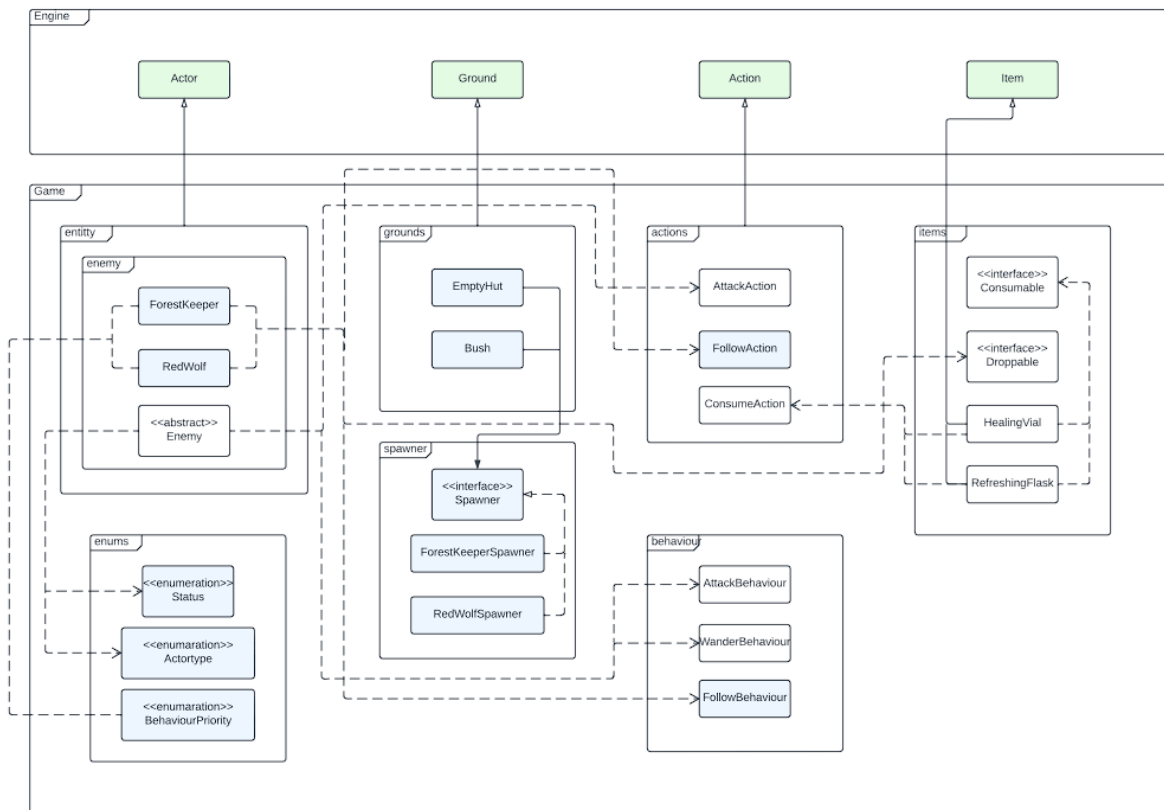 Engine
Actor
Ground
Action
Item
Game
entitty
enemy
ForestKeeper
RedWolf
<<abstract>>
Enemy
grounds
EmptyHut
Bush
actions
AttackAction
FollowAction
ConsumeAction
items
<<interface>>
Consumable
<<interface>>
Droppable
HealingVial
RefreshingFlask
spawner
<<interface>>
Spawner
ForestKeeperSpawner
RedWolfSpawner
enums
<<enumeration>>
Status
<<enumaration>>
Actortype
<<enumaration>>
BehaviourPriority
behaviour
AttackBehaviour
WanderBehaviour
FollowBehaviour